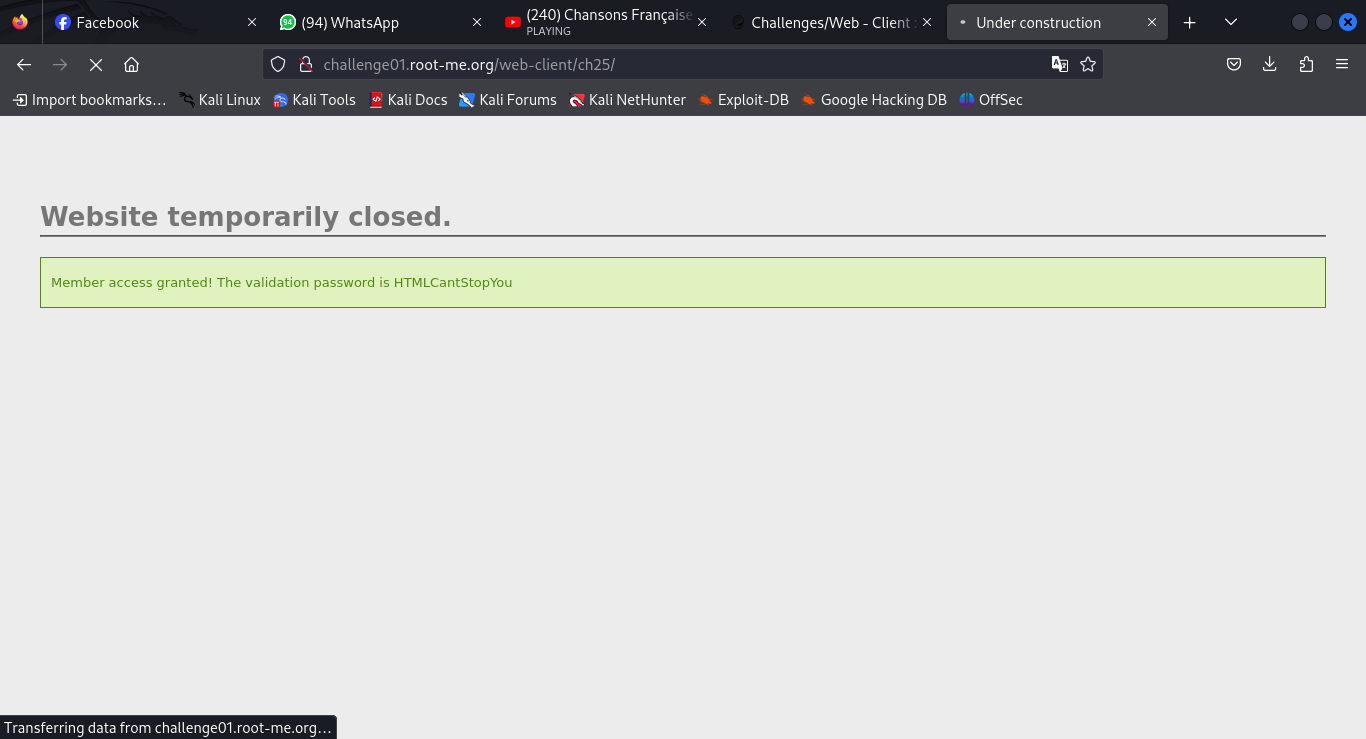 Facebook
(94) WhatsApp
(240) Chansons Française
PLAYING
Challenges/Web - Client :
Under construction
challenge01.root-me.org/web-client/ch25/
Import bookmarks… Kali Linux Kali Tools Kali Docs Kali Forums Kali NetHunter Exploit-DB Google Hacking DB OffSec
Website temporarily closed.
Member access granted! The validation password is HTMLCantStopYou
Transferring data from challenge01.root-me.org…